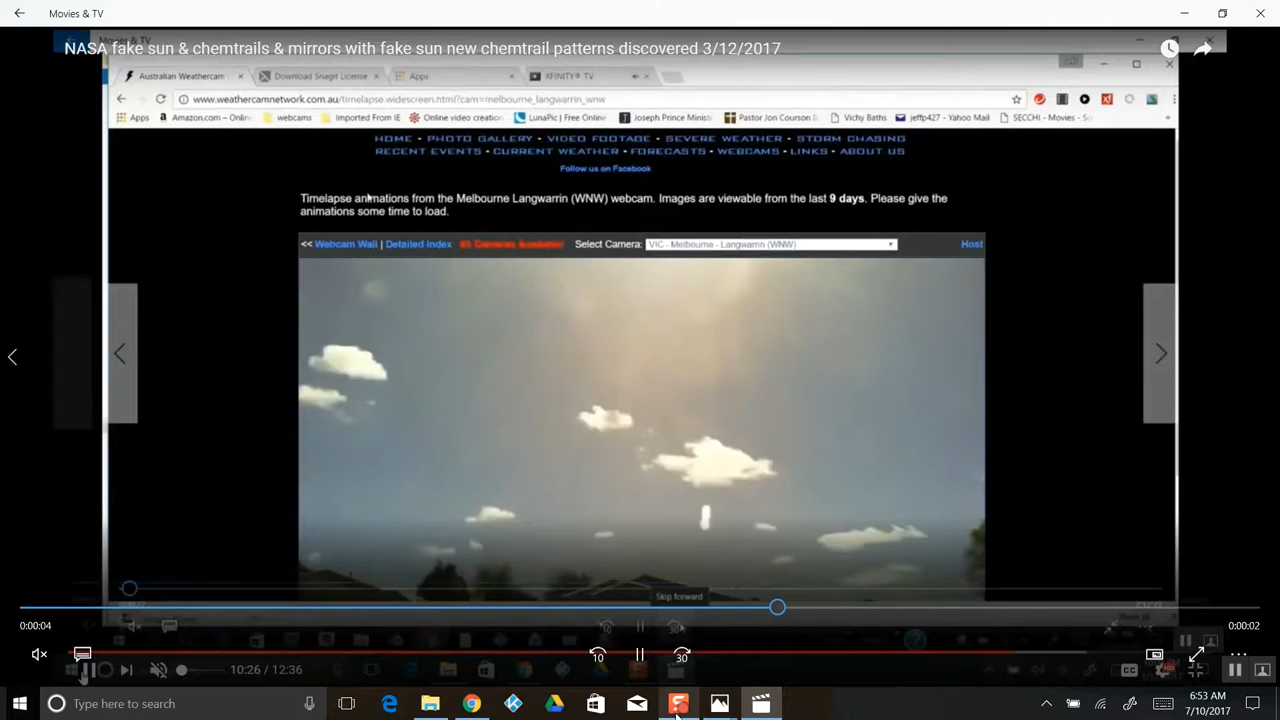 Movies & TV
NASA fake sun & chemtrails & mirrors with fake sun new chemtrail patterns discovered 3/12/2017
Australian Weathercam
Download Snagit License
Apps
XFINITY® TV
www.weathercamnetwork.com.au/timelapse.widescreen.html?cam=melbourne_langwarrin_wnw
Apps
Amazon.com – Onlin
webcams
Imported From IE
Online video creation
LunaPic | Free Online
Joseph Prince Minist
Pastor Jon Courson B
Vichy Baths
jeffp427 - Yahoo Mail
SECCHI - Movies - So
HOME - PHOTO GALLERY - VIDEO FOOTAGE - SEVERE WEATHER - STORM CHASING
RECENT EVENTS - CURRENT WEATHER - FORECASTS - WEBCAMS - LINKS - ABOUT US
Follow us on Facebook
Timelapse animations from the Melbourne Langwarrin (WNW) webcam. Images are viewable from the last 9 days. Please give the
animations some time to load.
<< Webcam Wall | Detailed Index
Cameras Available!
Select Camera:
VIC - Melbourne - Langwarrin (WNW)
Host
Skip forward
0:00:04
0:00:02
10
30
10:26 / 12:36
CC
Type here to search
6:53 AM
7/10/2017